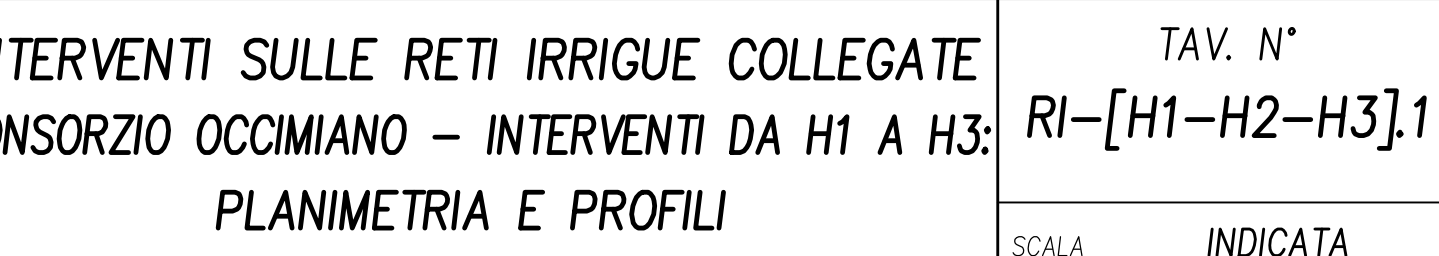 NTERVENTI SULLE RETI IRRIGUE COLLEGATE
ONSORZIO OCCIMIANO – INTERVENTI DA H1 A H3:
PLANIMETRIA E PROFILI
TAV. N°
RI–[H1–H2–H3].1
SCALA INDICATA